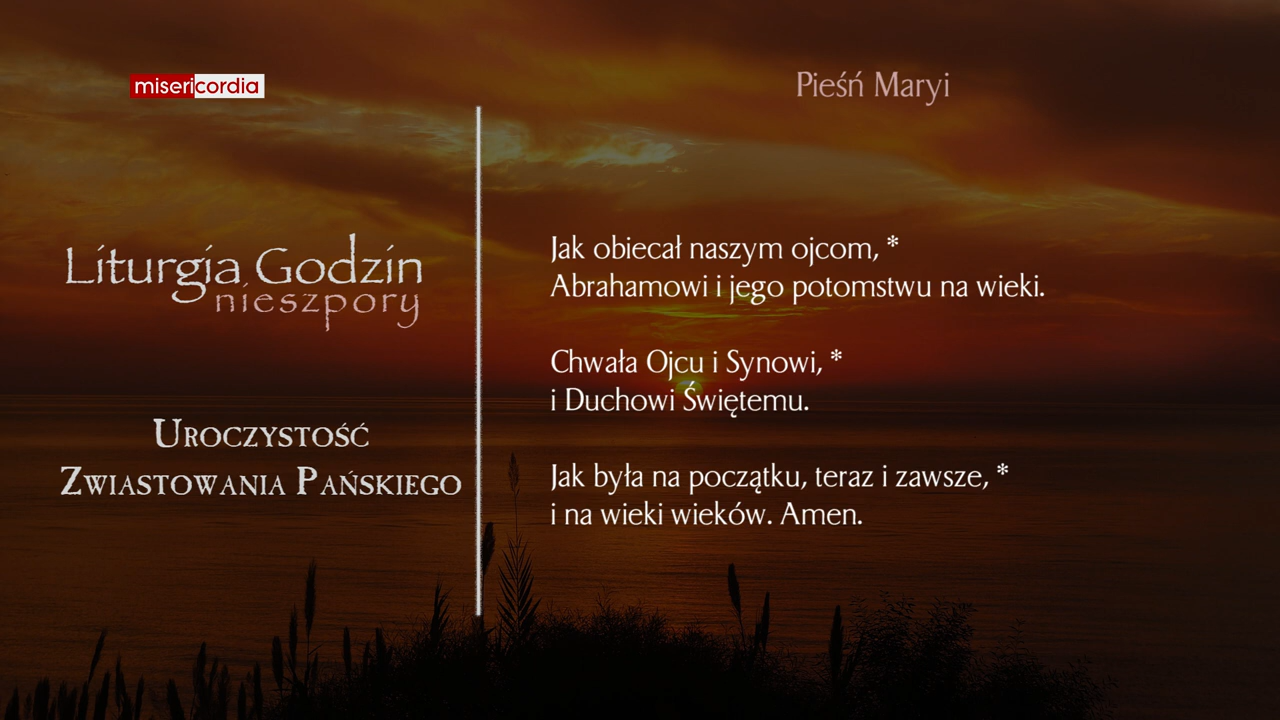 misericordia
Liturgia Godzin
nieszpory
Uroczystość
Zwiastowania Pańskiego
Pieśń Maryi
Jak obiecał naszym ojcom, *
Abrahamowi i jego potomstwu na wieki.
Chwała Ojcu i Synowi, *
i Duchowi Świętemu.
Jak była na początku, teraz i zawsze, *
i na wieki wieków. Amen.